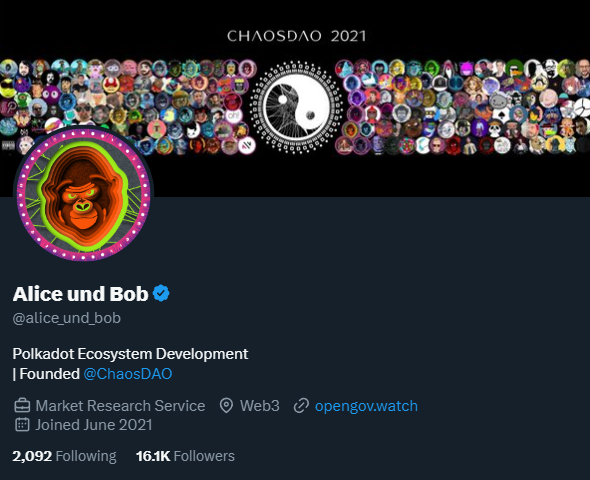 CHAOSDAO 2021
Alice und Bob
@alice_und_bob
Polkadot Ecosystem Development
| Founded @ChaosDAO
Market Research Service Web3 opengov.watch
Joined June 2021
2,092 Following 16.1K Followers